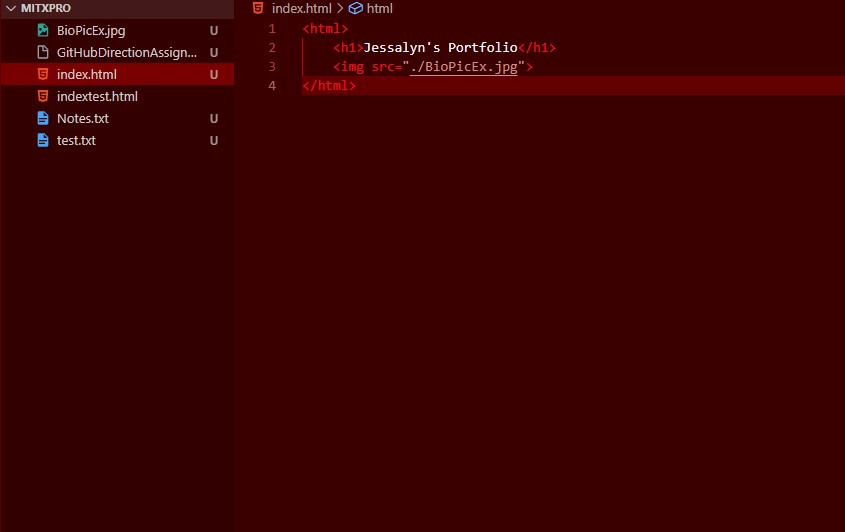 MITXPRO
BioPicEx.jpg U
GitHubDirectionAssign... U
index.html U
indextest.html
Notes.txt U
test.txt U
index.html > html
1 <html>
2 <h1>Jessalyn's Portfolio</h1>
3 <img src="./BioPicEx.jpg">
4 </html>